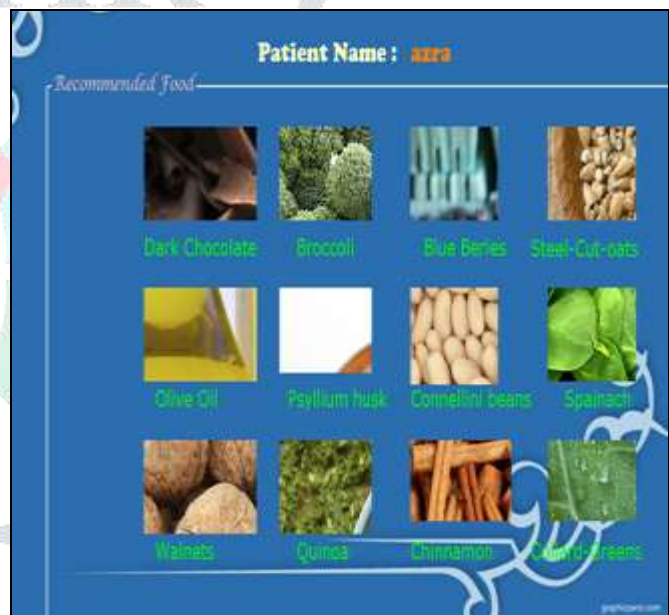 Patient Name : azra
Recommended Food
Dark Chocolate Broccoli Blue Beries Steel-Cut-oats
Olive Oil Psyllium husk Connellini beans Spainach
Walnets Quinoa Chinnamon Collard-Greens